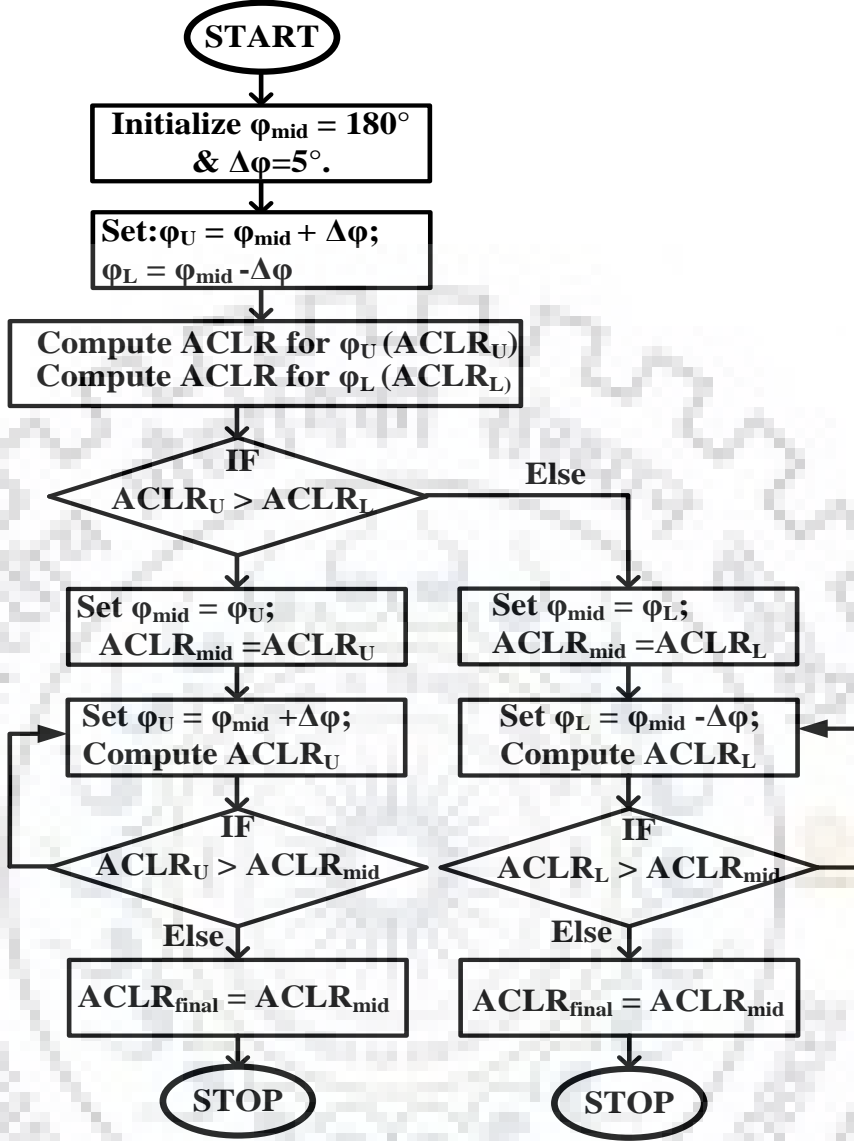 START
Initialize φmid = 180°
& Δφ=5°.
Set:φU = φmid + Δφ;
φL = φmid -Δφ
Compute ACLR for φU (ACLRU)
Compute ACLR for φL (ACLRL)
IF
ACLRU > ACLRL
Else
Set φmid = φU;
ACLRmid =ACLRU
Set φU = φmid +Δφ;
Compute ACLRU
IF
ACLRU > ACLRmid
Else
ACLRfinal = ACLRmid
STOP
Set φmid = φL;
ACLRmid =ACLRL
Set φL = φmid -Δφ;
Compute ACLRL
IF
ACLRL > ACLRmid
Else
ACLRfinal = ACLRmid
STOP